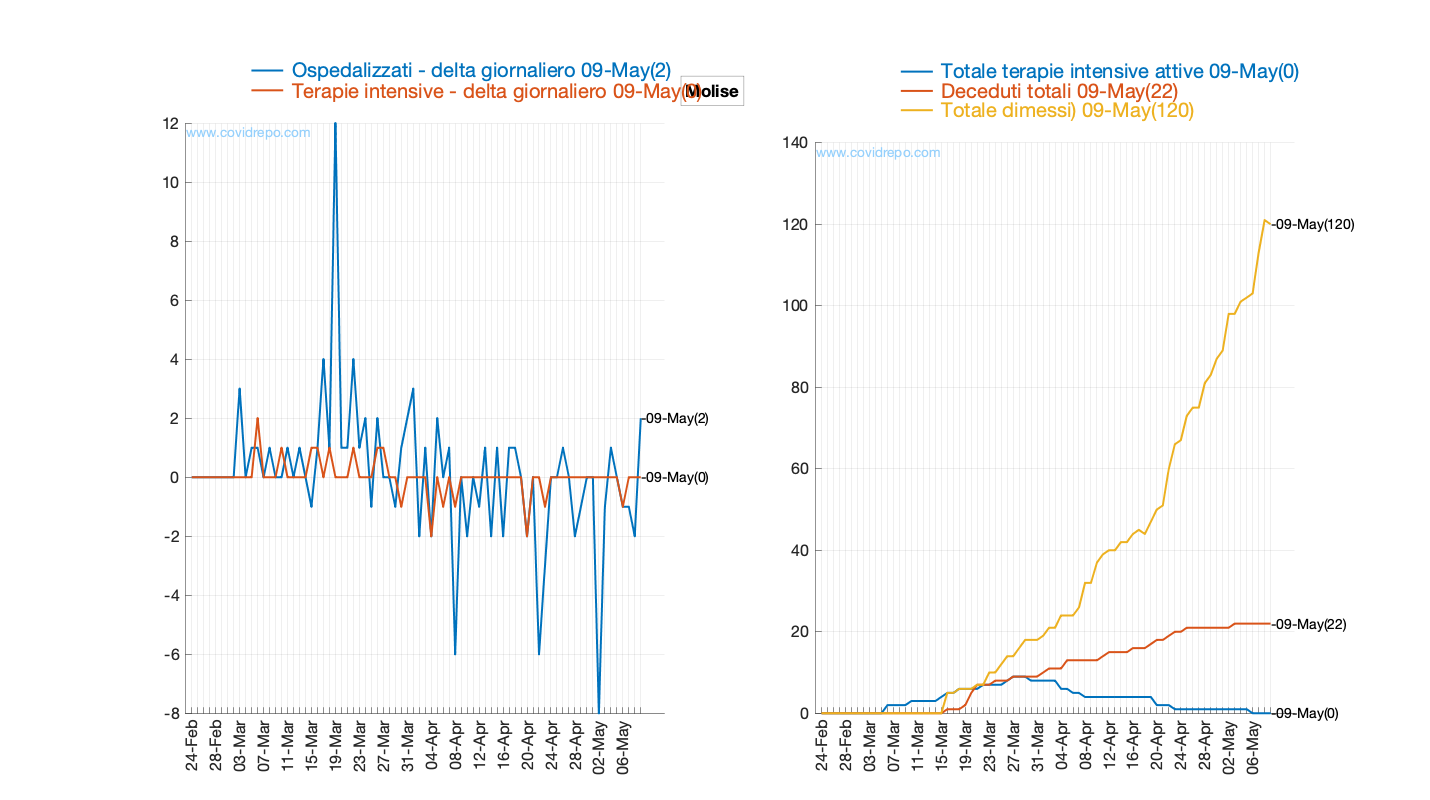 Ospedalizzati - delta giornaliero 09-May(2)
Terapie intensive - delta giornaliero 09-May(0)
Molise
www.covidrepo.com
12
10
8
6
4
2
0
-2
-4
-6
-8
-09-May(2)
-09-May(0)
24-Feb
28-Feb
03-Mar
07-Mar
11-Mar
15-Mar
19-Mar
23-Mar
27-Mar
31-Mar
04-Apr
08-Apr
12-Apr
16-Apr
20-Apr
24-Apr
28-Apr
02-May
06-May
Totale terapie intensive attive 09-May(0)
Deceduti totali 09-May(22)
Totale dimessi) 09-May(120)
www.covidrepo.com
140
120
100
80
60
40
20
0
-09-May(120)
-09-May(22)
-09-May(0)
24-Feb
28-Feb
03-Mar
07-Mar
11-Mar
15-Mar
19-Mar
23-Mar
27-Mar
31-Mar
04-Apr
08-Apr
12-Apr
16-Apr
20-Apr
24-Apr
28-Apr
02-May
06-May